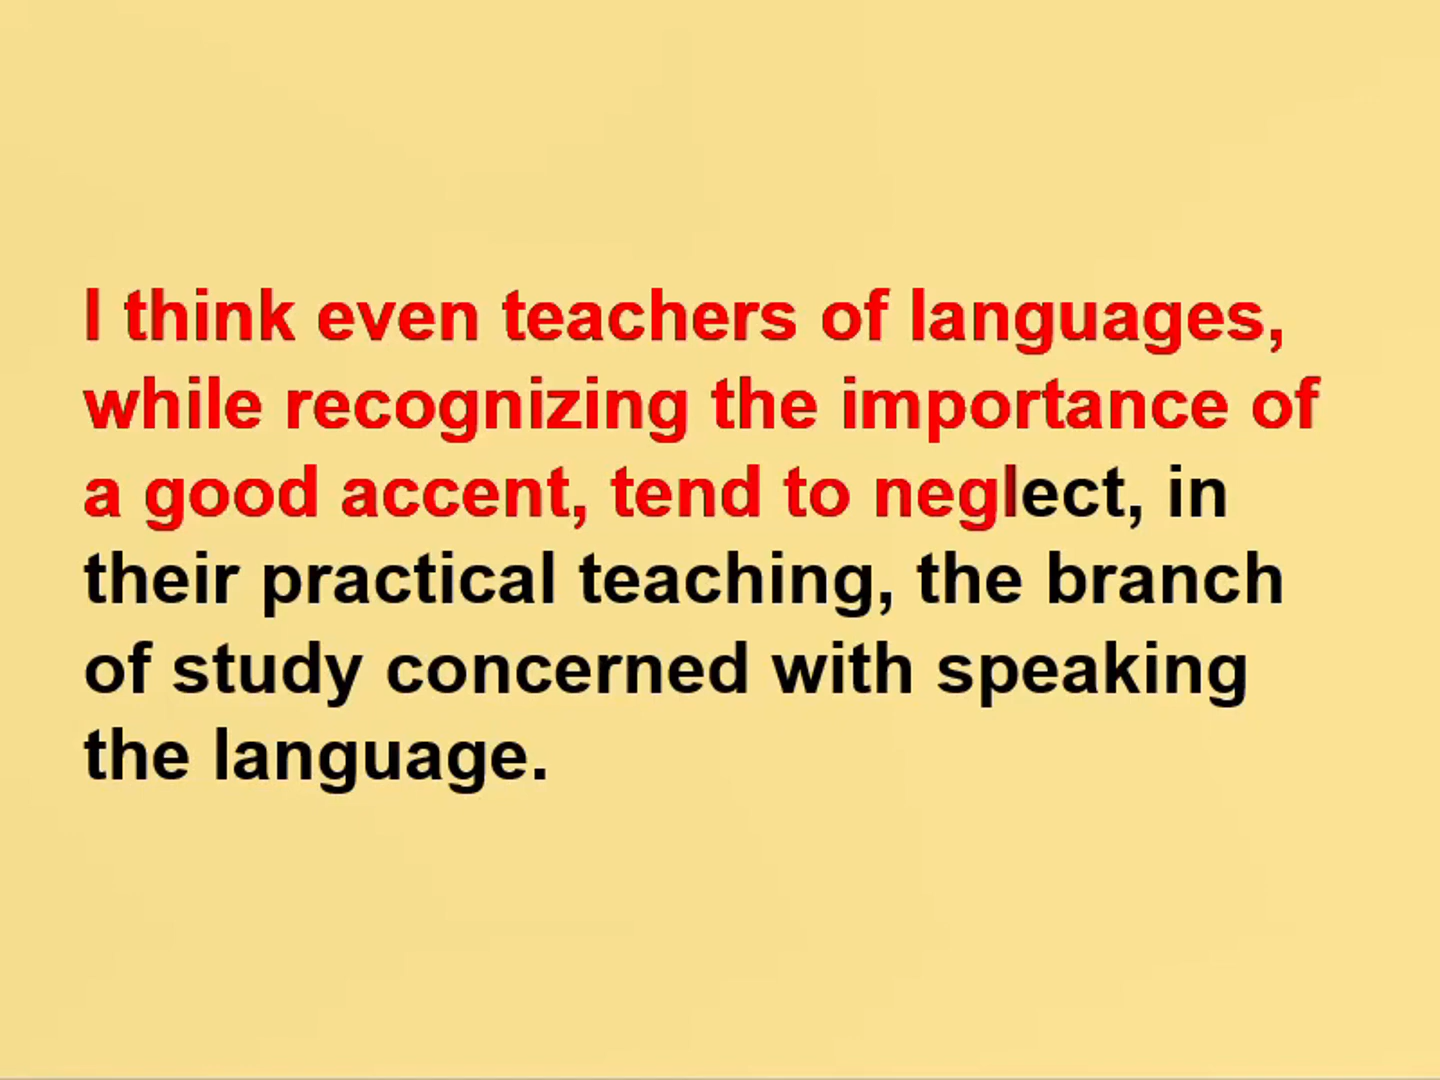 I think even teachers of languages,
while recognizing the importance of
a good accent, tend to neglect, in
their practical teaching, the branch
of study concerned with speaking
the language.